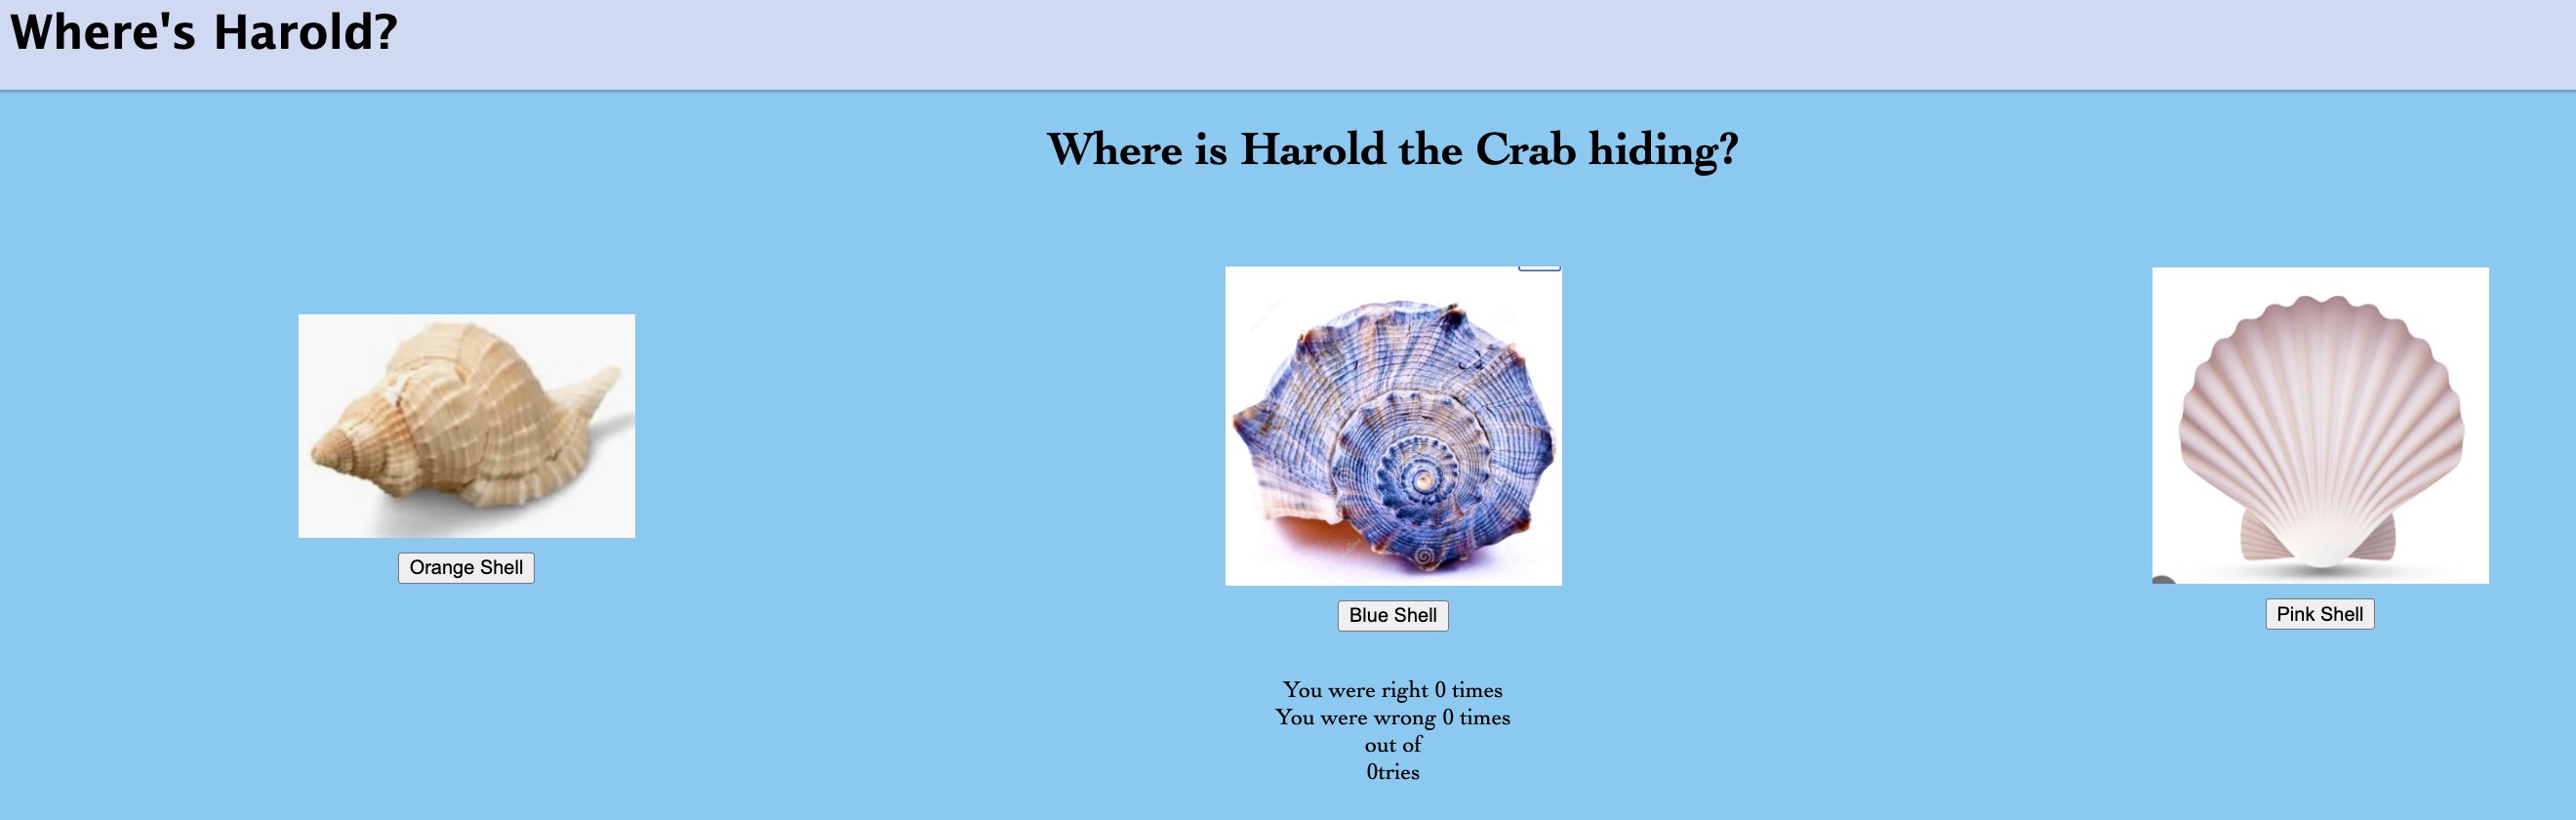 Where's Harold?
Where is Harold the Crab hiding?
Orange Shell
Blue Shell
Pink Shell
You were right 0 times
You were wrong 0 times
out of
0tries